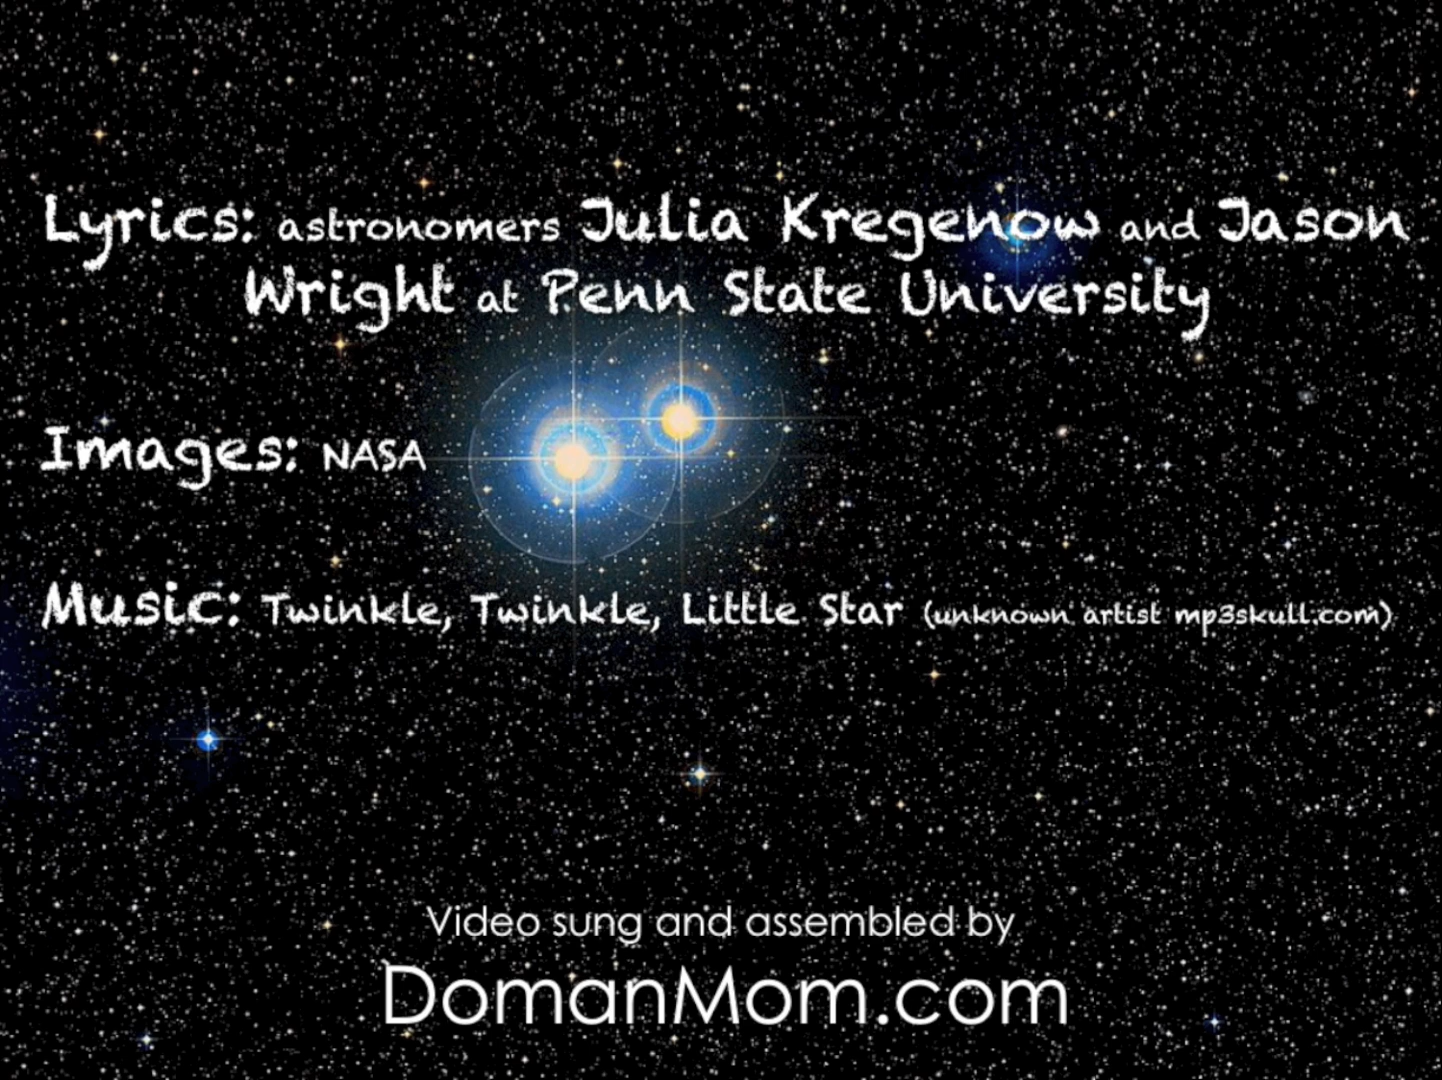 Lyrics: astronomers Julia Kregenow and Jason
Wright at Penn State University
Images: NASA
Music: Twinkle, Twinkle, Little Star (unknown artist mp3skull.com)
Video sung and assembled by
DomanMom.com